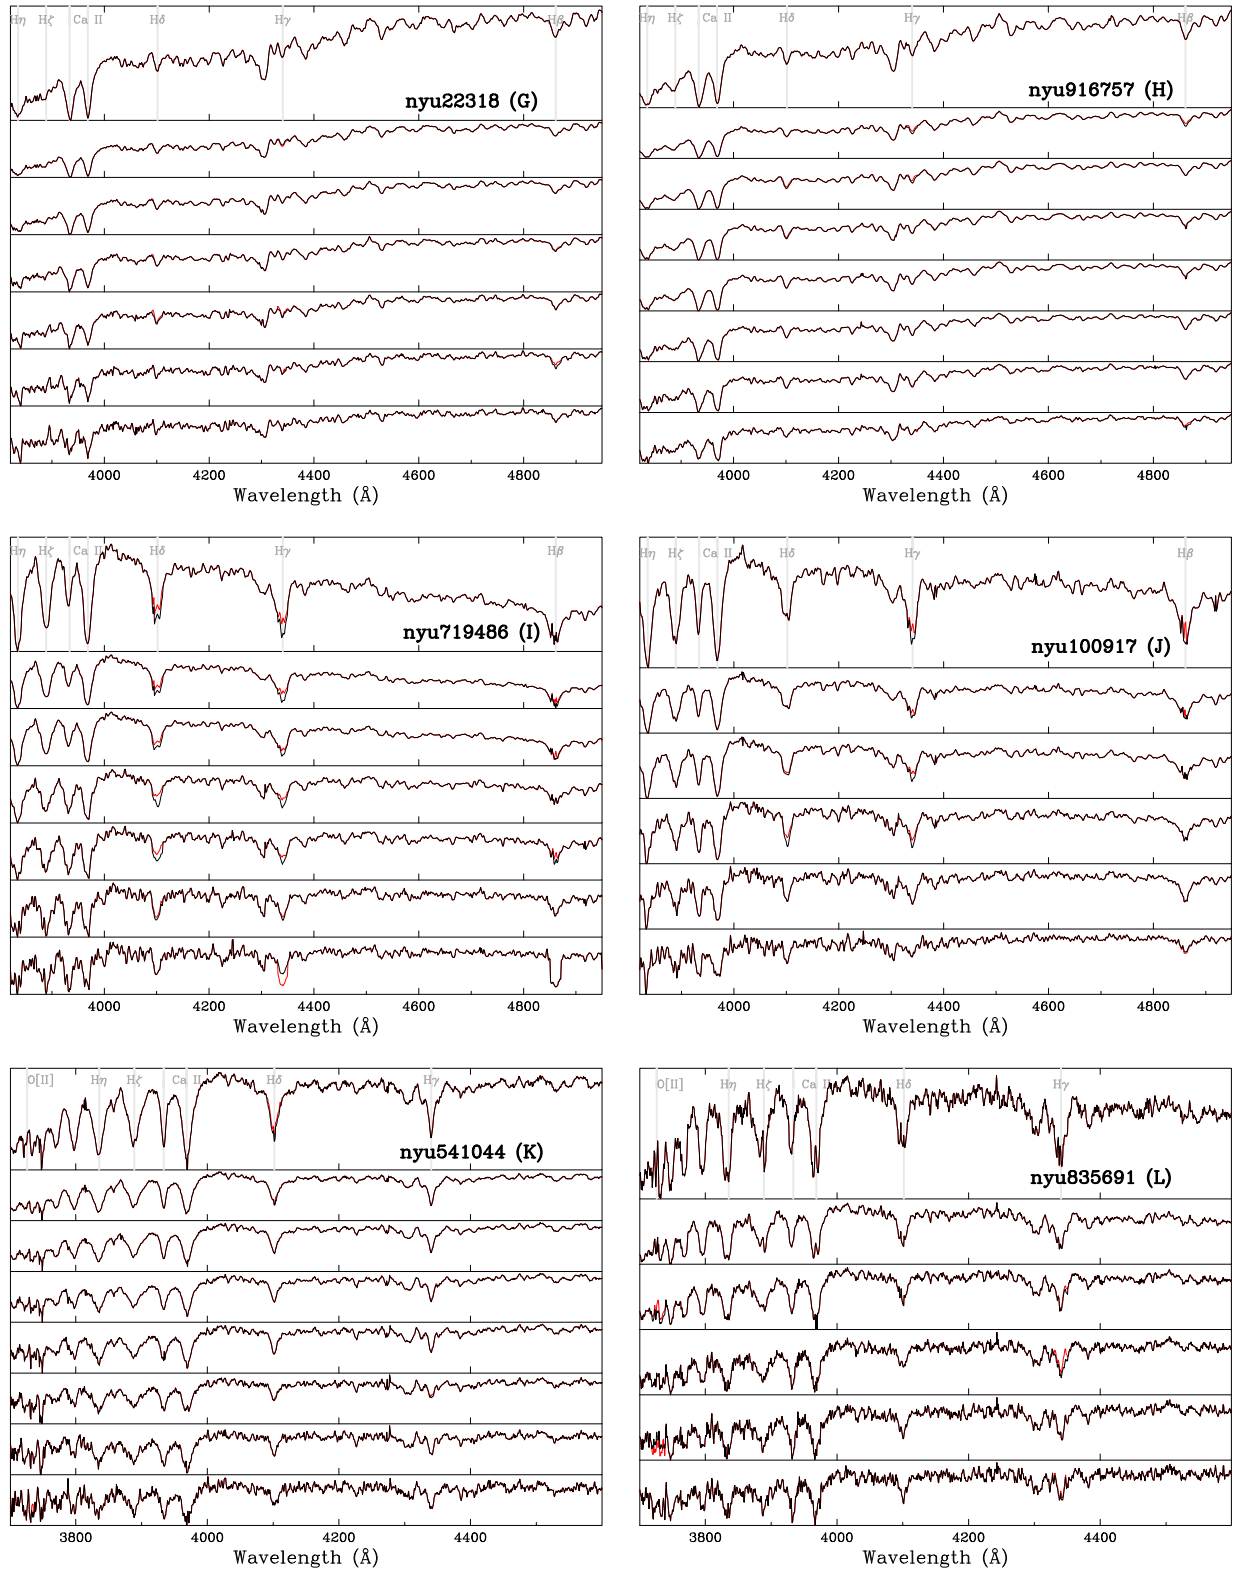 Hη Hζ Ca II Hδ Hγ Hβ
nyu22318 (G)
4000 4200 4400 4600 4800
Wavelength (Å)
Hη Hζ Ca II Hδ Hγ Hβ
nyu916757 (H)
4000 4200 4400 4600 4800
Wavelength (Å)
Hη Hζ Ca II Hδ Hγ Hβ
nyu719486 (I)
4000 4200 4400 4600 4800
Wavelength (Å)
Hη Hζ Ca II Hδ Hγ Hβ
nyu100917 (J)
4000 4200 4400 4600 4800
Wavelength (Å)
O[II] Hη Hζ Ca II Hδ Hγ
nyu541044 (K)
3800 4000 4200 4400
Wavelength (Å)
O[II] Hη Hζ Ca II Hδ Hγ
nyu835691 (L)
3800 4000 4200 4400
Wavelength (Å)